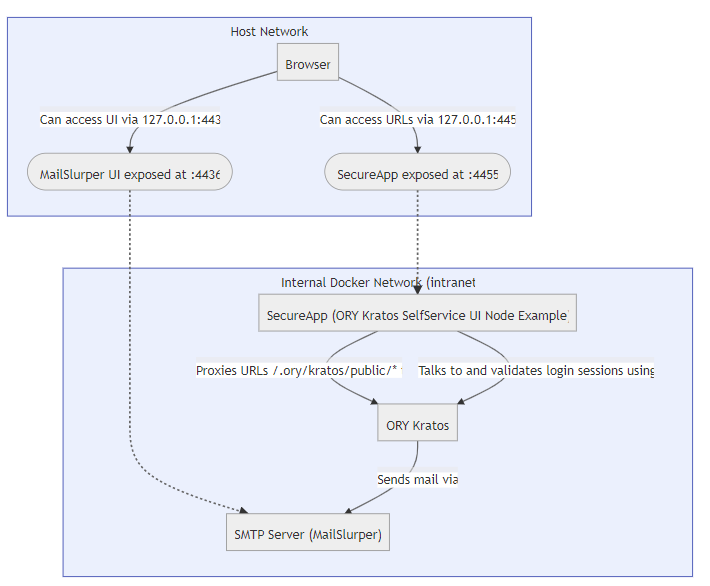 Host Network
Browser
Can access UI via 127.0.0.1:443
Can access URLs via 127.0.0.1:445
MailSlurper UI exposed at :4436
SecureApp exposed at :4455
Internal Docker Network (intranet
SecureApp (ORY Kratos SelfService UI Node Example)
Proxies URLs /.ory/kratos/public/*
Talks to and validates login sessions using
ORY Kratos
Sends mail via
SMTP Server (MailSlurper)